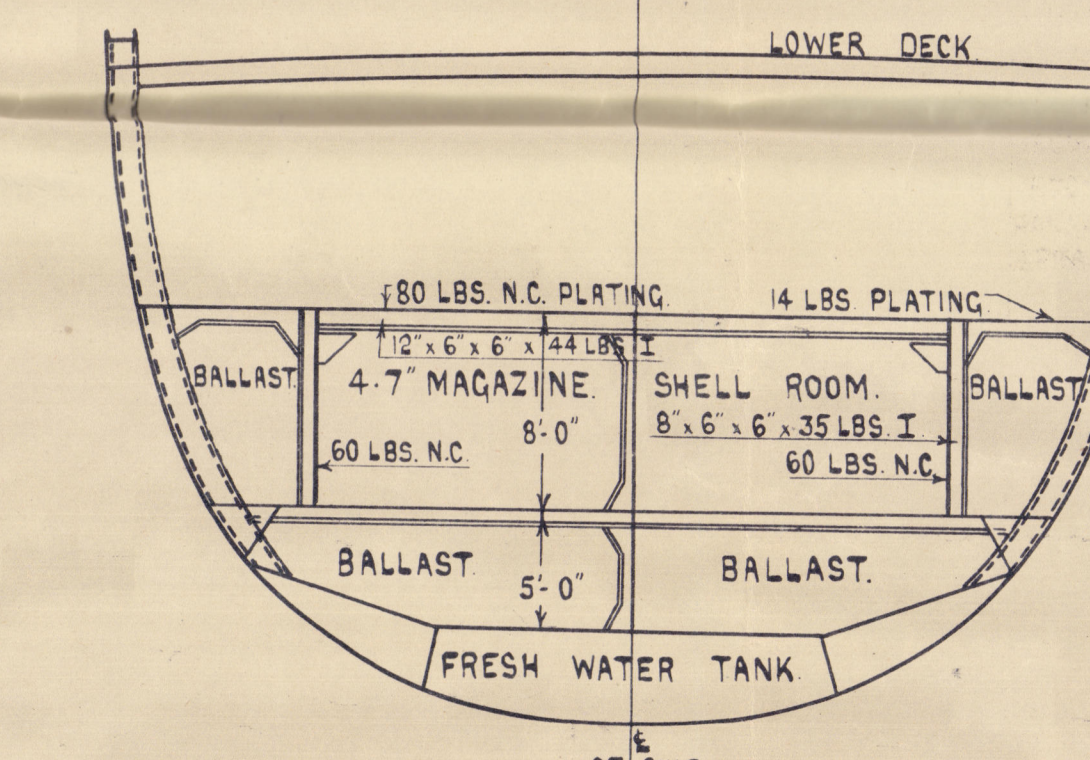 LOWER DECK.
80 LBS. N.C. PLATING.
14 LBS. PLATING
12" x 6" x 6" x 44 LBS I
BALLAST.
4.7" MAGAZINE.
SHELL ROOM.
BALLAST
8" x 6" x 6" x 35 LBS. I.
8'-0"
60 LBS. N.C.
60 LBS. N.C.
BALLAST.
BALLAST.
5'-0"
FRESH WATER TANK.
℄